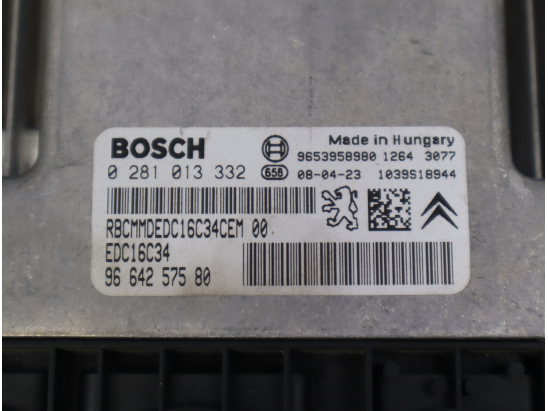 BOSCH
Made in Hungary
9653958980 1264 3077
0 281 013 332
656
08-04-23 1039S18944
RBCMMDEDC16C34CEM 00
EDC16C34
96 642 575 80